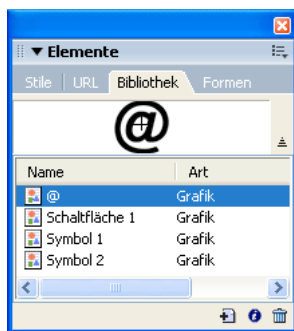 Elemente
Stile URL Bibliothek Formen
@
Name Art
@ Grafik
Schaltfläche 1 Grafik
Symbol 1 Grafik
Symbol 2 Grafik